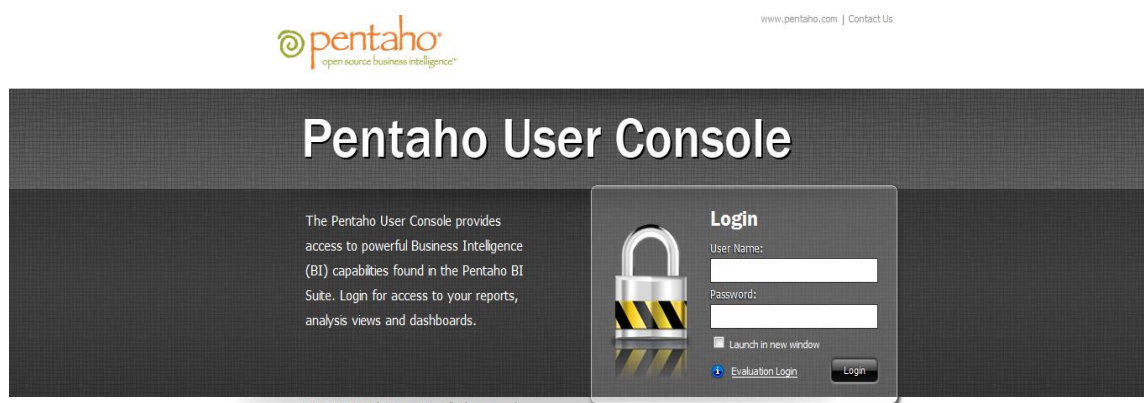 www.pentaho.com | Contact Us
pentaho®
open source business intelligence™
Pentaho User Console
The Pentaho User Console provides
access to powerful Business Intelligence
(BI) capabilities found in the Pentaho BI
Suite. Login for access to your reports,
analysis views and dashboards.
Login
User Name:
Password:
Launch in new window
Evaluation Login
Login